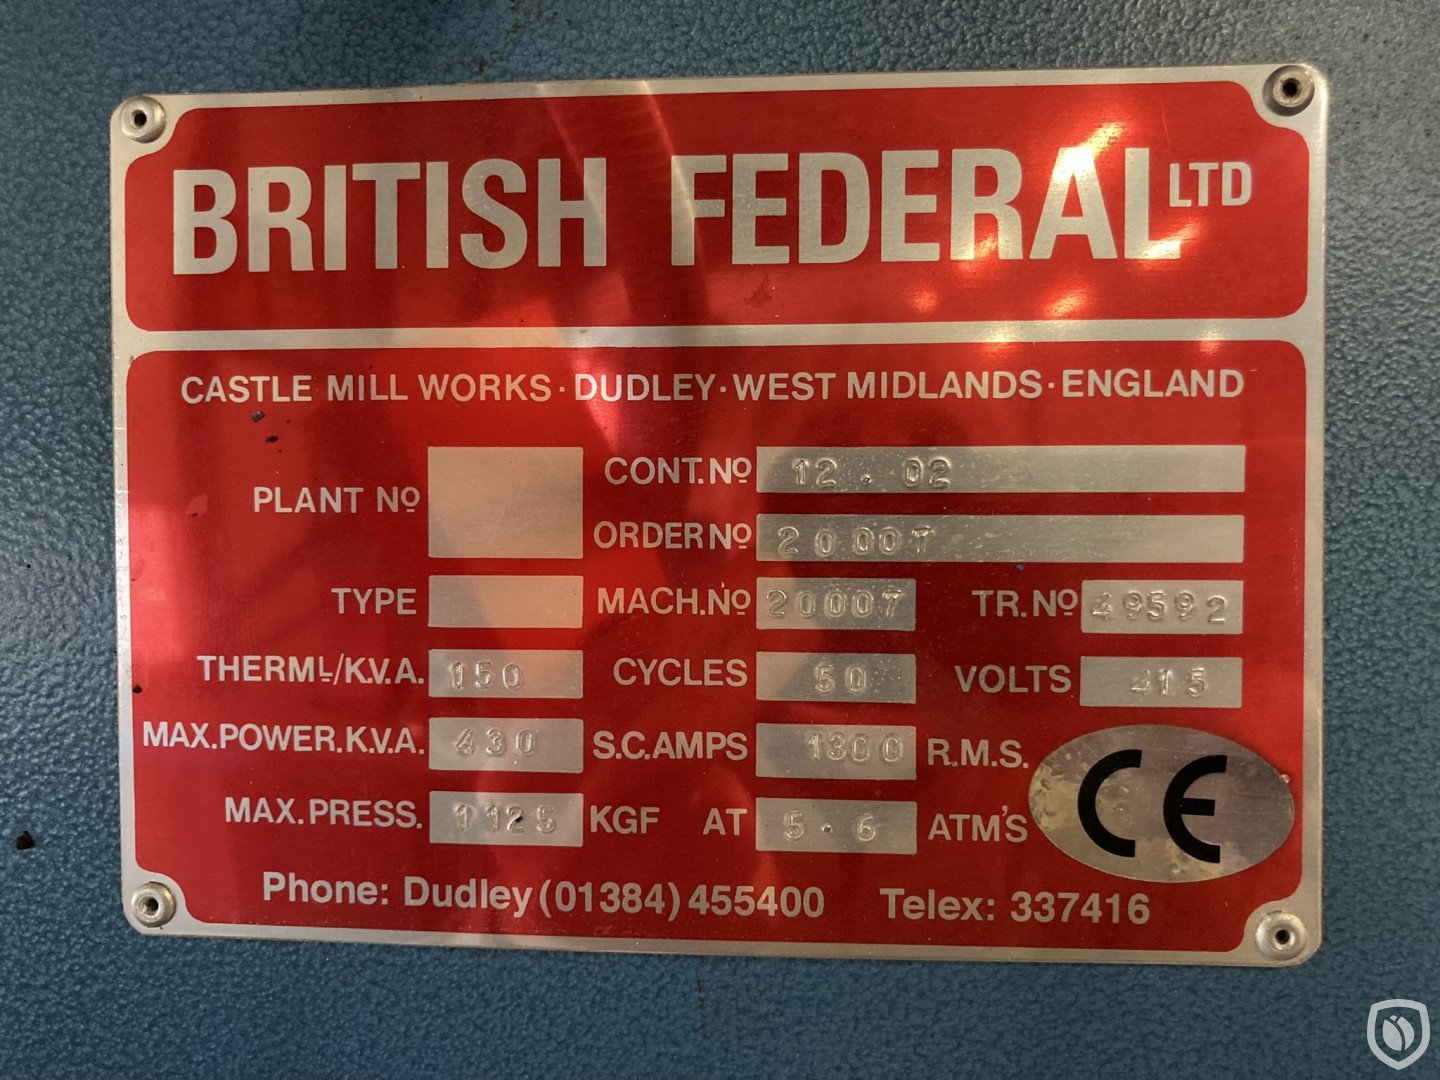 BRITISH FEDERAL LTD
CASTLE MILL WORKS · DUDLEY · WEST MIDLANDS · ENGLAND
PLANT No
CONT. No 12 . 02
ORDER No 20007
TYPE MACH. No 20007 TR. No 49592
THERML/K.V.A. 150 CYCLES 50 VOLTS 415
MAX. POWER. K.V.A. 430 S.C. AMPS 1300 R.M.S.
MAX. PRESS. 1125 KGF AT 5.6 ATM'S
CE
Phone: Dudley (01384) 455400 Telex: 337416